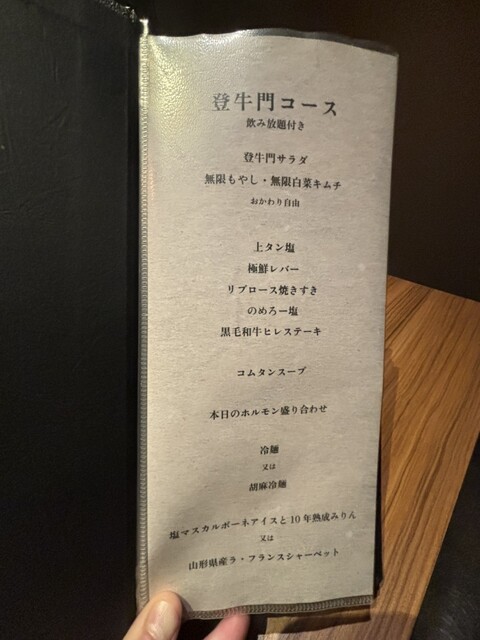 登牛門コース
飲み放題付き
登牛門サラダ
無限もやし・無限白菜キムチ
おかわり自由
上タン塩
極鮮レバー
リブロース焼きすき
のめろー塩
黒毛和牛ヒレステーキ
コムタンスープ
本日のホルモン盛り合わせ
冷麺
又は
胡麻冷麺
塩マスカルポーネアイスと10年熟成みりん
又は
山形県産ラ・フランスシャーベット